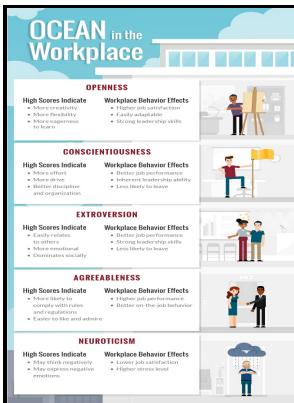 OCEAN in the
Workplace
OPENNESS
High Scores Indicate
• More creativity
• More flexibility
• More eagerness
to learn
Workplace Behavior Effects
• Higher job satisfaction
• Easily adaptable
• Strong leadership skills
CONSCIENTIOUSNESS
High Scores Indicate
• More effort
• More drive
• Better discipline
and organization
Workplace Behavior Effects
• Better job performance
• Inherent leadership ability
• Less likely to leave
EXTROVERSION
High Scores Indicate
• Easily relates
to others
• More emotional
• Dominates socially
Workplace Behavior Effects
• Better job performance
• Strong leadership skills
• Less likely to leave
AGREEABLENESS
High Scores Indicate
• More likely to
comply with rules
and regulations
• Easier to like and admire
Workplace Behavior Effects
• Higher job performance
• Better on-the-job behavior
NEUROTICISM
High Scores Indicate
• May think negatively
• May express negative
emotions
Workplace Behavior Effects
• Lower job satisfaction
• Higher stress level